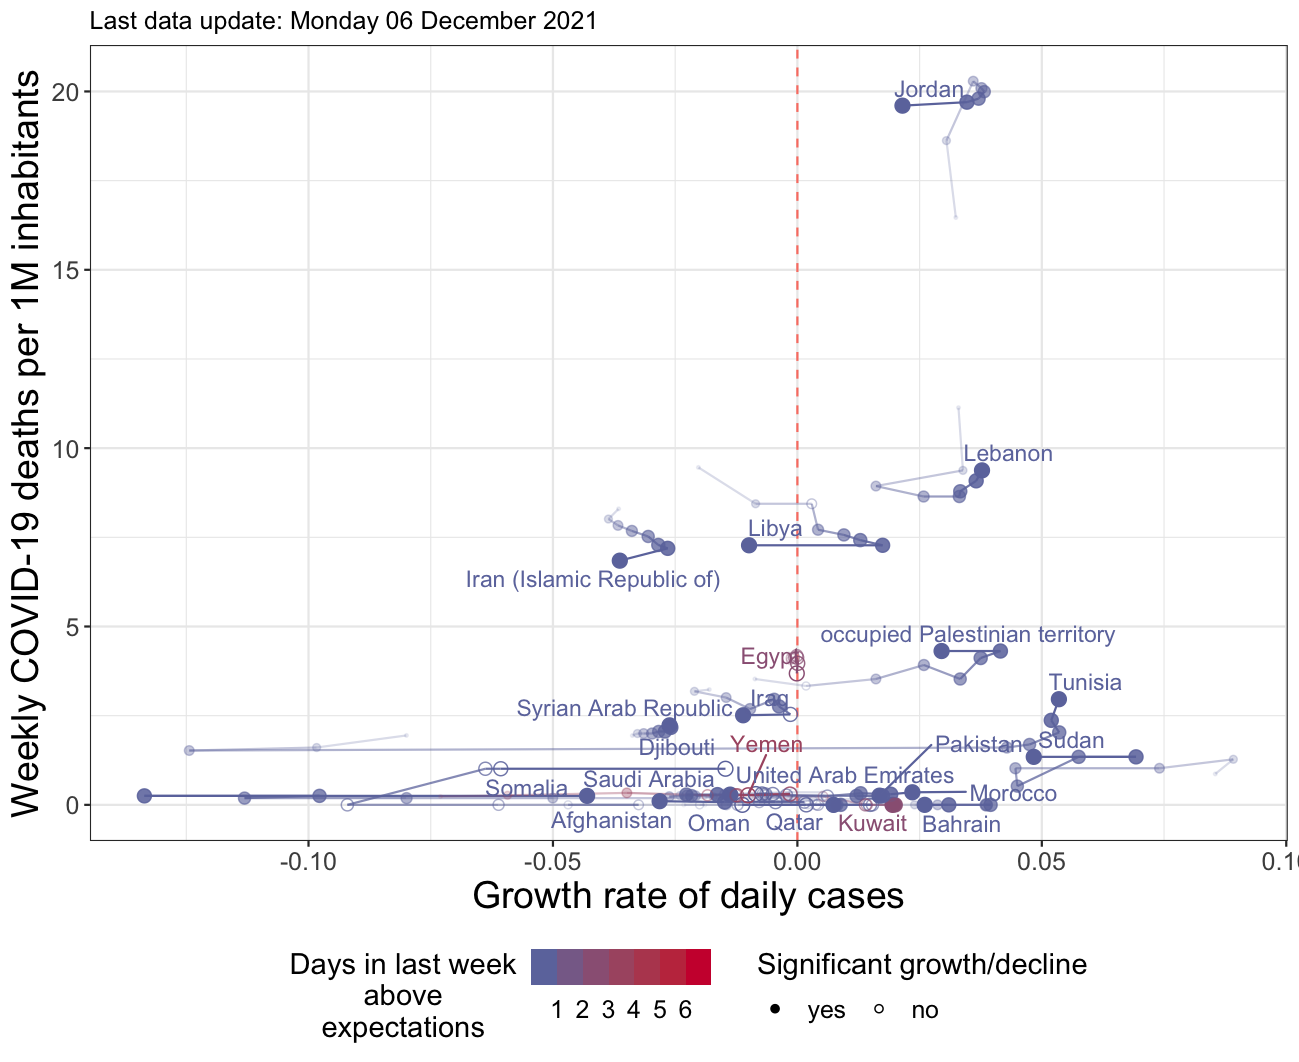 Last data update: Monday 06 December 2021
Weekly COVID-19 deaths per 1M inhabitants
20
15
10
5
0
Jordan
Lebanon
Libya
Iran (Islamic Republic of)
occupied Palestinian territory
Egypt
Tunisia
Iraq
Syrian Arab Republic
Djibouti
Yemen
Pakistan
Sudan
Somalia
Saudi Arabia
United Arab Emirates
Morocco
Afghanistan
Oman
Qatar
Kuwait
Bahrain
-0.10
-0.05
0.00
0.05
0.10
Growth rate of daily cases
Days in last week
above
expectations
1 2 3 4 5 6
Significant growth/decline
yes
no